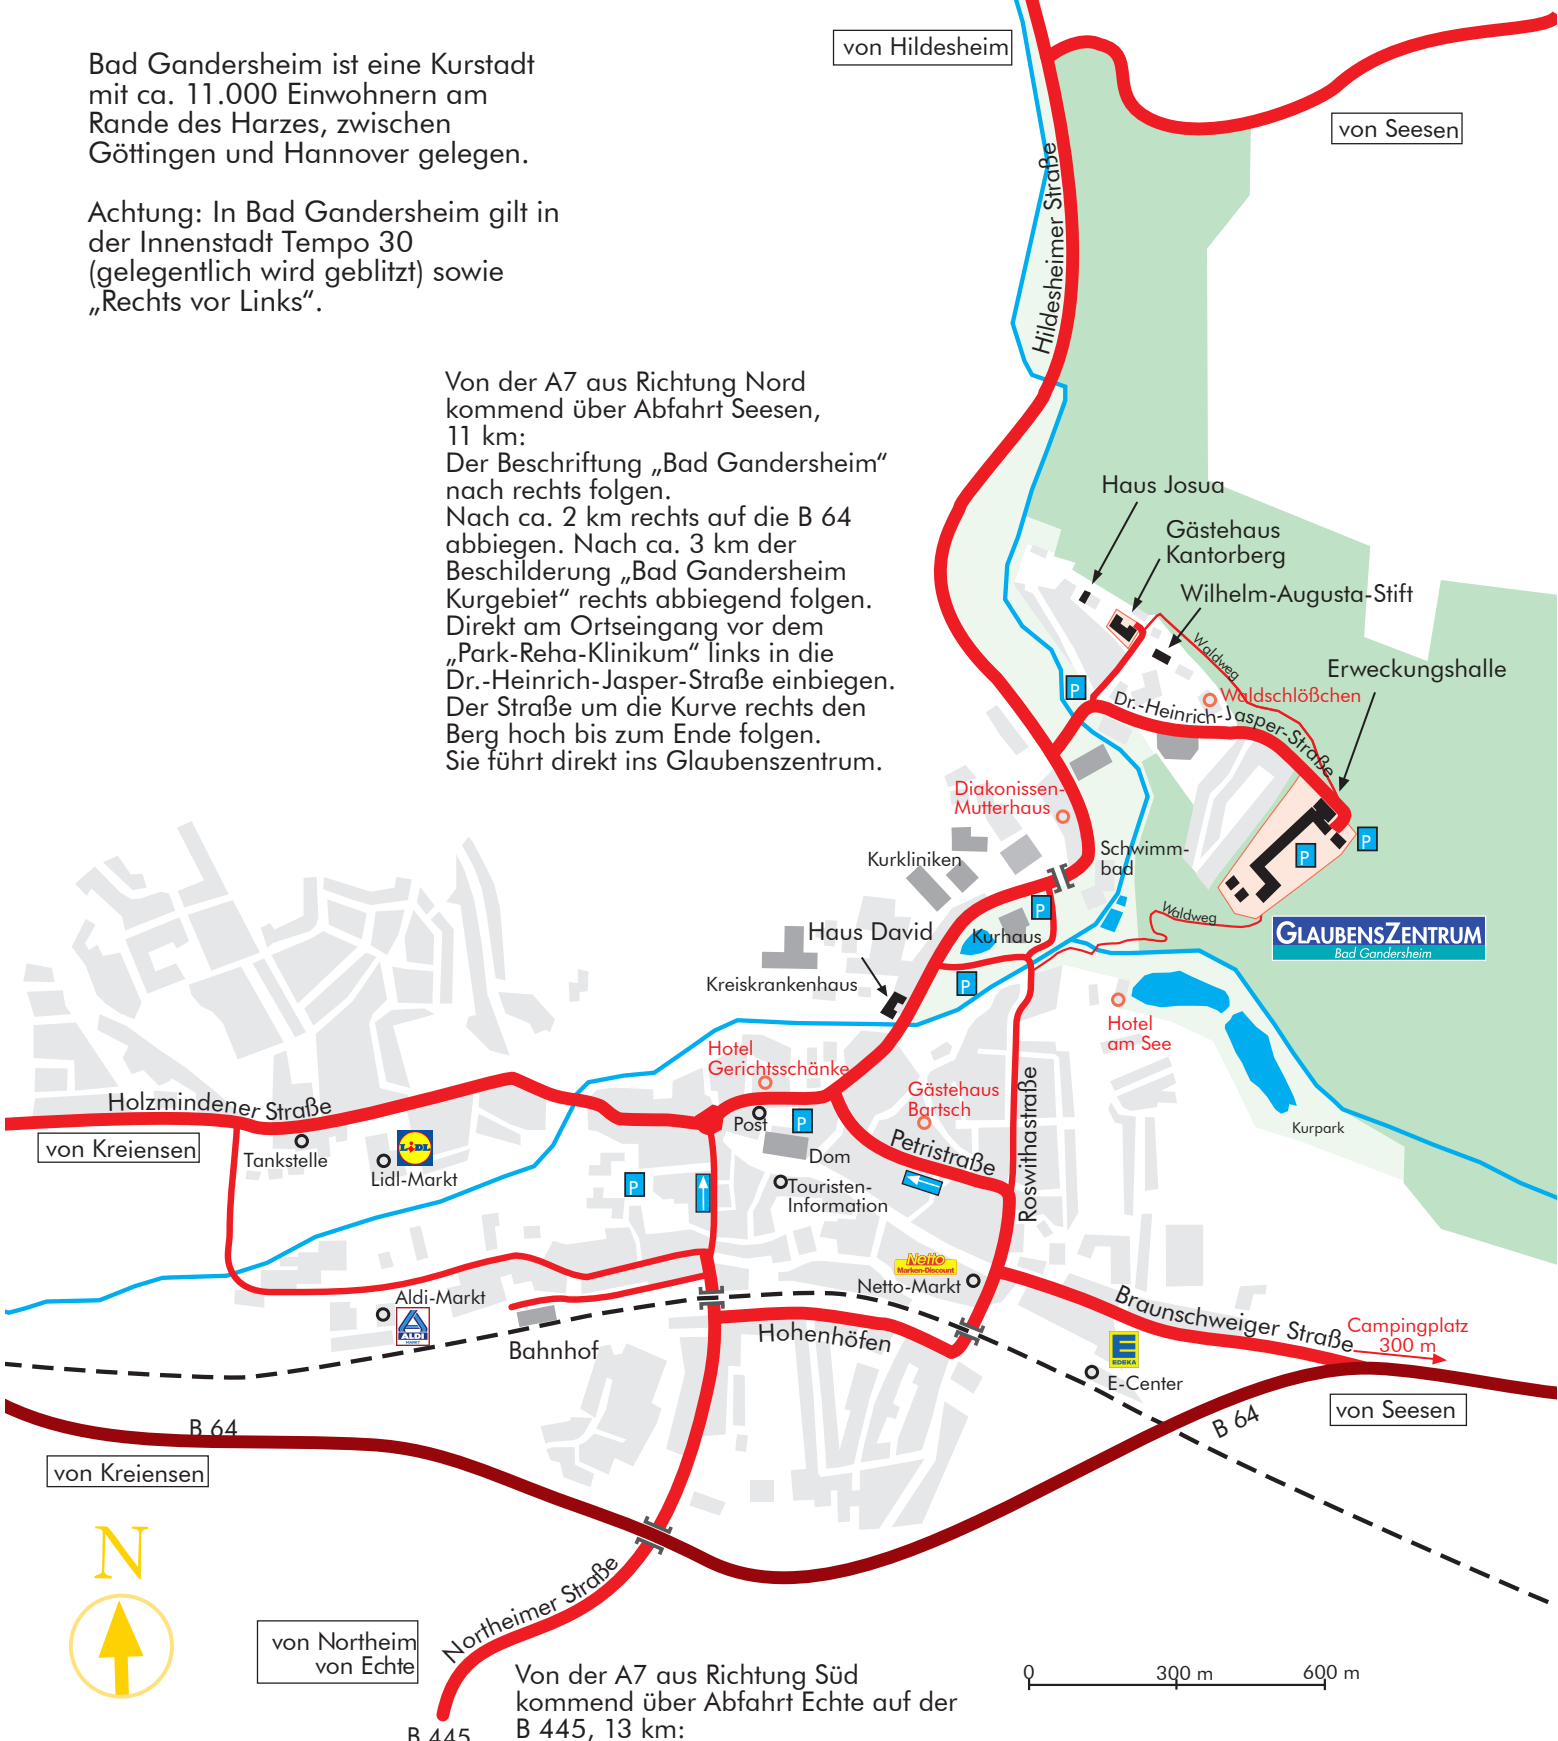 Bad Gandersheim ist eine Kurstadt
mit ca. 11.000 Einwohnern am
Rande des Harzes, zwischen
Göttingen und Hannover gelegen.
Achtung: In Bad Gandersheim gilt in
der Innenstadt Tempo 30
(gelegentlich wird geblitzt) sowie
„Rechts vor Links“.
von Hildesheim
von Seesen
Hildesheimer Straße
Von der A7 aus Richtung Nord
kommend über Abfahrt Seesen,
11 km:
Der Beschriftung „Bad Gandersheim“
nach rechts folgen.
Nach ca. 2 km rechts auf die B 64
abbiegen. Nach ca. 3 km der
Beschilderung „Bad Gandersheim
Kurgebiet“ rechts abbiegend folgen.
Direkt am Ortseingang vor dem
„Park-Reha-Klinikum“ links in die
Dr.-Heinrich-Jasper-Straße einbiegen.
Der Straße um die Kurve rechts den
Berg hoch bis zum Ende folgen.
Sie führt direkt ins Glaubenszentrum.
Haus Josua
Gästehaus
Kantorberg
Wilhelm-Augusta-Stift
Waldweg
Erweckungshalle
P
Waldschlößchen
Dr.-Heinrich-Jasper-Straße
Diakonissen-
Mutterhaus
Schwimm-
bad
P
P
Kurkliniken
P
Waldweg
Haus David
Kurhaus
GLAUBENSZENTRUM
Bad Gandersheim
Kreiskrankenhaus
P
Hotel
am See
Hotel
Gerichtsschänke
Gästehaus
Bartsch
Roswithastraße
Holzmindener Straße
Post
P
Petristraße
Kurpark
von Kreiensen
Tankstelle
LiDL
Lidl-Markt
Dom
P
Touristen-
Information
Netto
Marken-Discount
Netto-Markt
Aldi-Markt
ALDI
MARKT
Bahnhof
Hohenhöfen
Braunschweiger Straße
Campingplatz
300 m
E
EDEKA
E-Center
von Seesen
B 64
B 64
von Kreiensen
N
Northeimer Straße
von Northeim
von Echte
B 445
Von der A7 aus Richtung Süd
kommend über Abfahrt Echte auf der
B 445, 13 km:
0 300 m 600 m